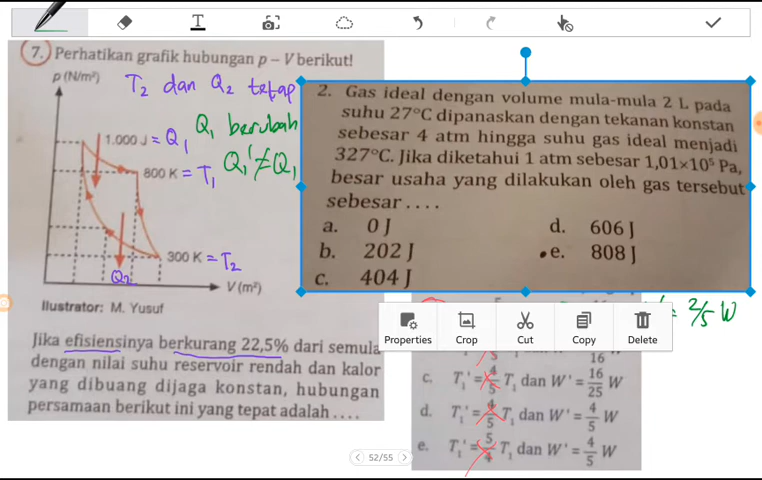 7. Perhatikan grafik hubungan p – V berikut!
p (N/m²)
T₂ dan Q₂ tetap
Q₁ berubah
Q₁' ≠ Q₁
1.000 J = Q₁
800 K = T₁
300 K = T₂
Q₂
V (m²)
Ilustrator: M. Yusuf
Jika efisiensinya berkurang 22,5% dari semula
dengan nilai suhu reservoir rendah dan kalor
yang dibuang dijaga konstan, hubungan
persamaan berikut ini yang tepat adalah ....
2. Gas ideal dengan volume mula-mula 2 L pada
suhu 27°C dipanaskan dengan tekanan konstan
sebesar 4 atm hingga suhu gas ideal menjadi
327°C. Jika diketahui 1 atm sebesar 1,01×10⁵ Pa,
besar usaha yang dilakukan oleh gas tersebut
sebesar ....
a. 0 J
b. 202 J
c. 404 J
d. 606 J
e. 808 J
= 2/5 W
Properties
Crop
Cut
Copy
Delete
16
c. T₁' = 4/5 T₁ dan W' = 16/25 W
d. T₁' = 4/5 T₁ dan W' = 4/5 W
e. T₁' = 5/4 T₁ dan W' = 4/5 W
52/55